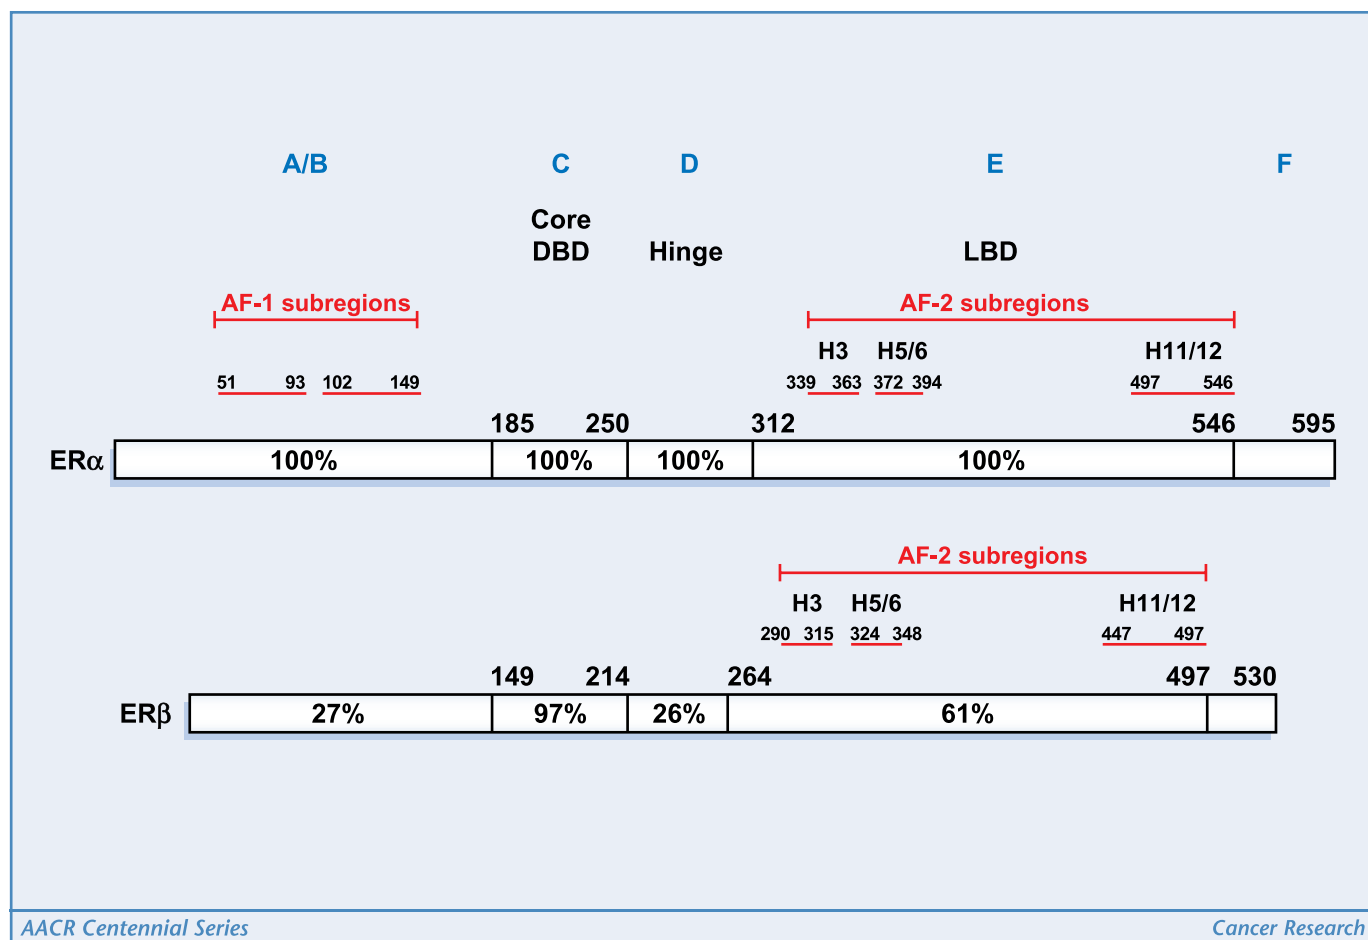 A/B C D E F
Core
DBD Hinge LBD
AF-1 subregions AF-2 subregions
H3 H5/6 H11/12
51 93 102 149 339 363 372 394 497 546
185 250 312 546 595
ERα 100% 100% 100% 100%
AF-2 subregions
H3 H5/6 H11/12
290 315 324 348 447 497
149 214 264 497 530
ERβ 27% 97% 26% 61%
AACR Centennial Series Cancer Research